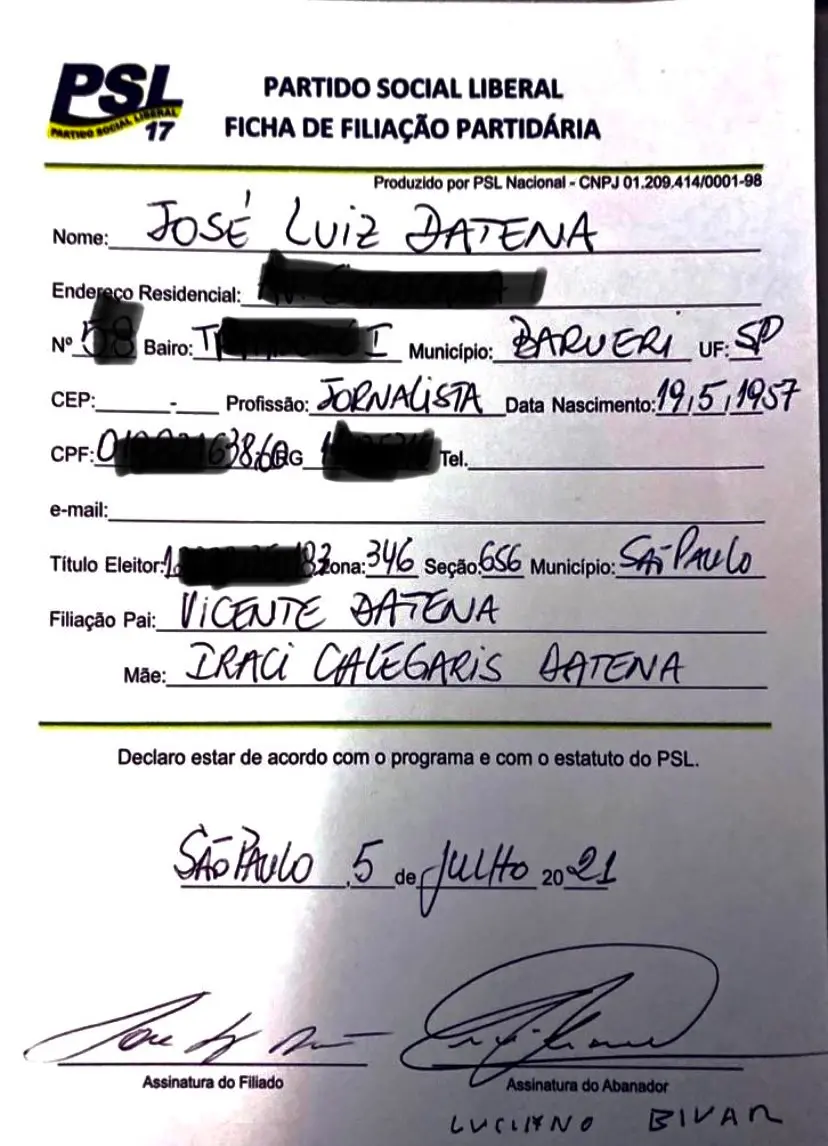 PSL
PARTIDO SOCIAL LIBERAL
17
PARTIDO SOCIAL LIBERAL
FICHA DE FILIAÇÃO PARTIDÁRIA
Produzido por PSL Nacional - CNPJ 01.209.414/0001-98
Nome: JOSÉ LUIZ DATENA
Endereço Residencial:
Nº Bairo: Município: BARUERI UF: SP
CEP: - Profissão: JORNALISTA Data Nascimento: 19,5,1957
CPF: RG Tel.
e-mail:
Título Eleitor: Zona: 346 Seção: 656 Município: SÃO PAULO
Filiação Pai: VICENTE DATENA
Mãe: IRACI CALEGARIS DATENA
Declaro estar de acordo com o programa e com o estatuto do PSL.
SÃO PAULO, 5 de JULHO 2021
Assinatura do Filiado
Assinatura do Abanador
LUCIANO BIVAR